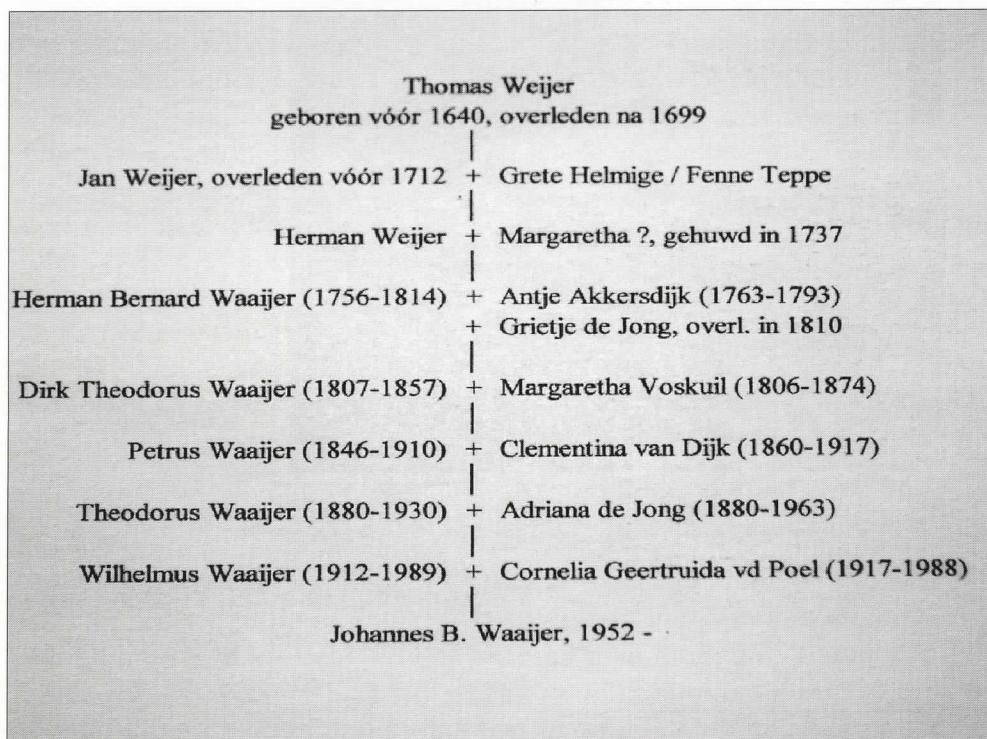 Thomas Weijer
geboren vóór 1640, overleden na 1699
Jan Weijer, overleden vóór 1712 + Grete Helmige / Fenne Teppe
Herman Weijer + Margaretha ?, gehuwd in 1737
Herman Bernard Waaijer (1756-1814) + Antje Akkersdijk (1763-1793)
+ Grietje de Jong, overl. in 1810
Dirk Theodorus Waaijer (1807-1857) + Margaretha Voskuil (1806-1874)
Petrus Waaijer (1846-1910) + Clementina van Dijk (1860-1917)
Theodorus Waaijer (1880-1930) + Adriana de Jong (1880-1963)
Wilhelmus Waaijer (1912-1989) + Cornelia Geertruida vd Poel (1917-1988)
Johannes B. Waaijer, 1952 -